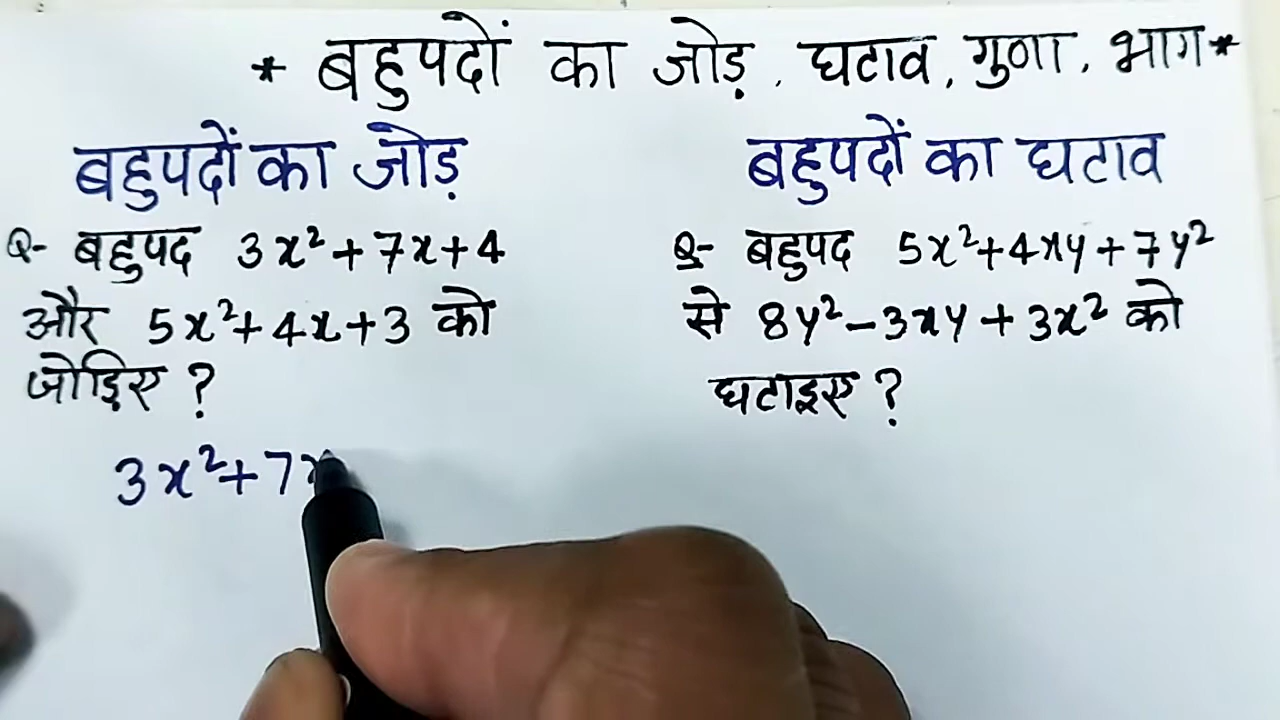 * बहुपदों का जोड़, घटाव, गुणा, भाग *
बहुपदों का जोड़
Q- बहुपद 3x²+7x+4
और 5x²+4x+3 को
जोड़िए ?
3x²+7x
बहुपदों का घटाव
Q- बहुपद 5x²+4xy+7y²
से 8y²-3xy+3x² को
घटाइए ?